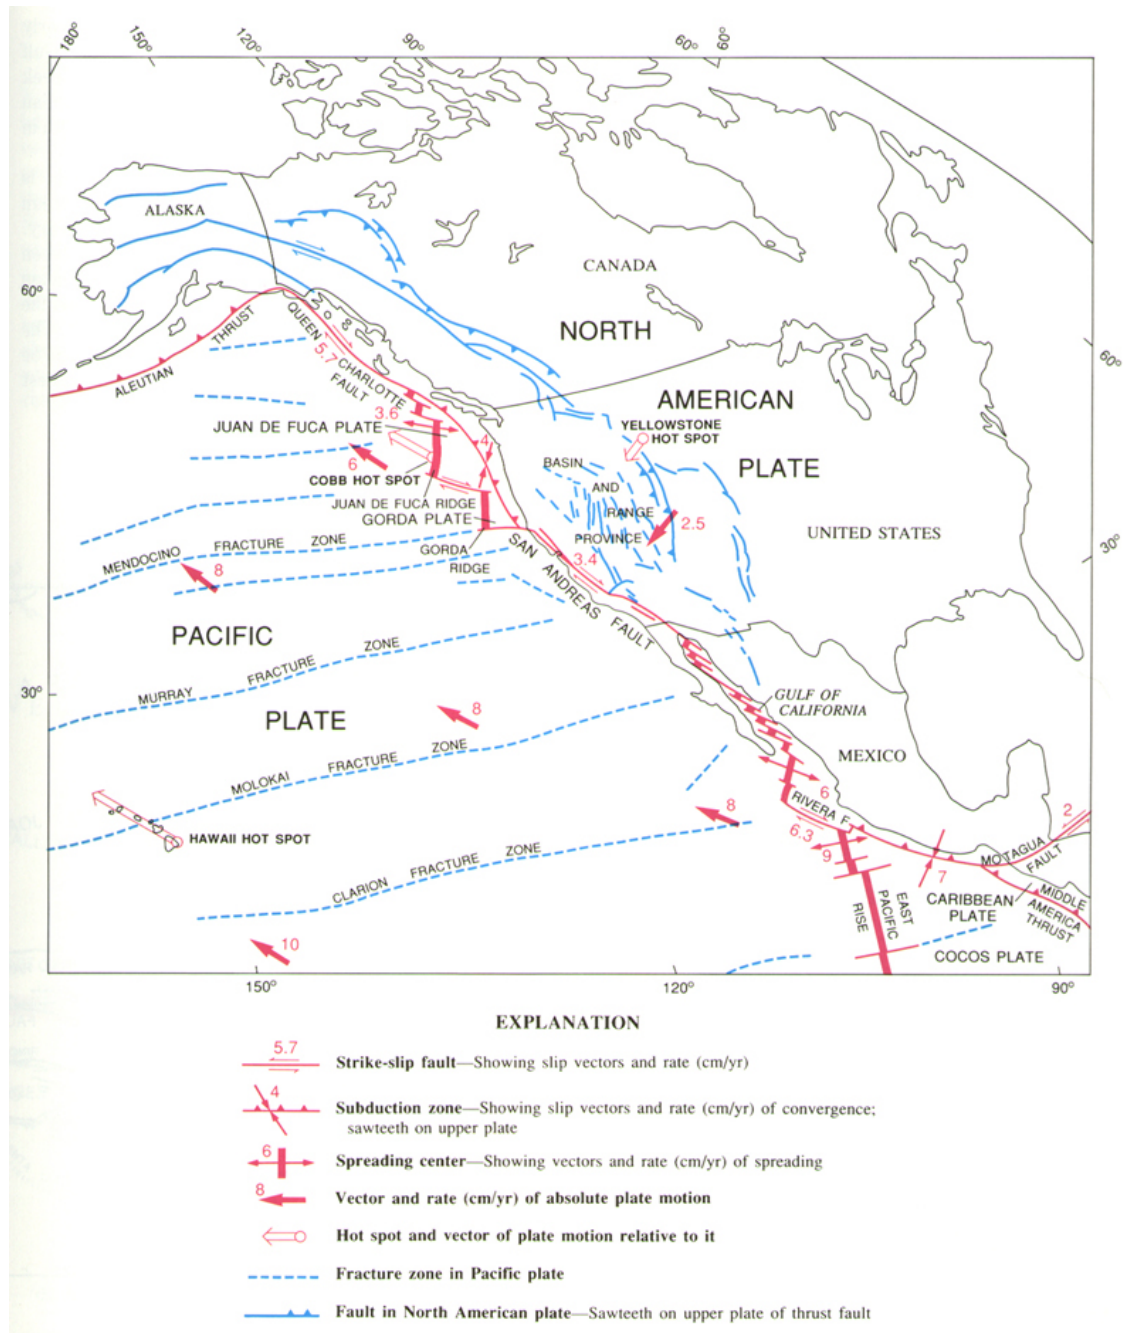 180°
150°
120°
90°
60°
60°
ALASKA
CANADA
60°
NORTH
QUEEN
CHARLOTTE
FAULT
5.7
THRUST
ALEUTIAN
60°
AMERICAN
3.6
JUAN DE FUCA PLATE
YELLOWSTONE
HOT SPOT
4
PLATE
BASIN
AND
RANGE
PROVINCE
6
COBB HOT SPOT
JUAN DE FUCA RIDGE
GORDA PLATE
2.5
UNITED STATES
30°
GORDA
RIDGE
MENDOCINO FRACTURE ZONE
8
SAN ANDREAS FAULT
3.4
PACIFIC
MURRAY FRACTURE ZONE
30°
PLATE
8
GULF OF
CALIFORNIA
MEXICO
MOLOKAI FRACTURE ZONE
6
RIVERA F.
8
6.3
9
2
HAWAII HOT SPOT
MOTAGUA
FAULT
7
CLARION FRACTURE ZONE
EAST
PACIFIC
RISE
CARIBBEAN
PLATE
MIDDLE
AMERICA
THRUST
10
COCOS PLATE
150°
120°
90°
EXPLANATION
5.7
Strike-slip fault—Showing slip vectors and rate (cm/yr)
4
Subduction zone—Showing slip vectors and rate (cm/yr) of convergence;
sawteeth on upper plate
6
Spreading center—Showing vectors and rate (cm/yr) of spreading
8
Vector and rate (cm/yr) of absolute plate motion
Hot spot and vector of plate motion relative to it
Fracture zone in Pacific plate
Fault in North American plate—Sawteeth on upper plate of thrust fault